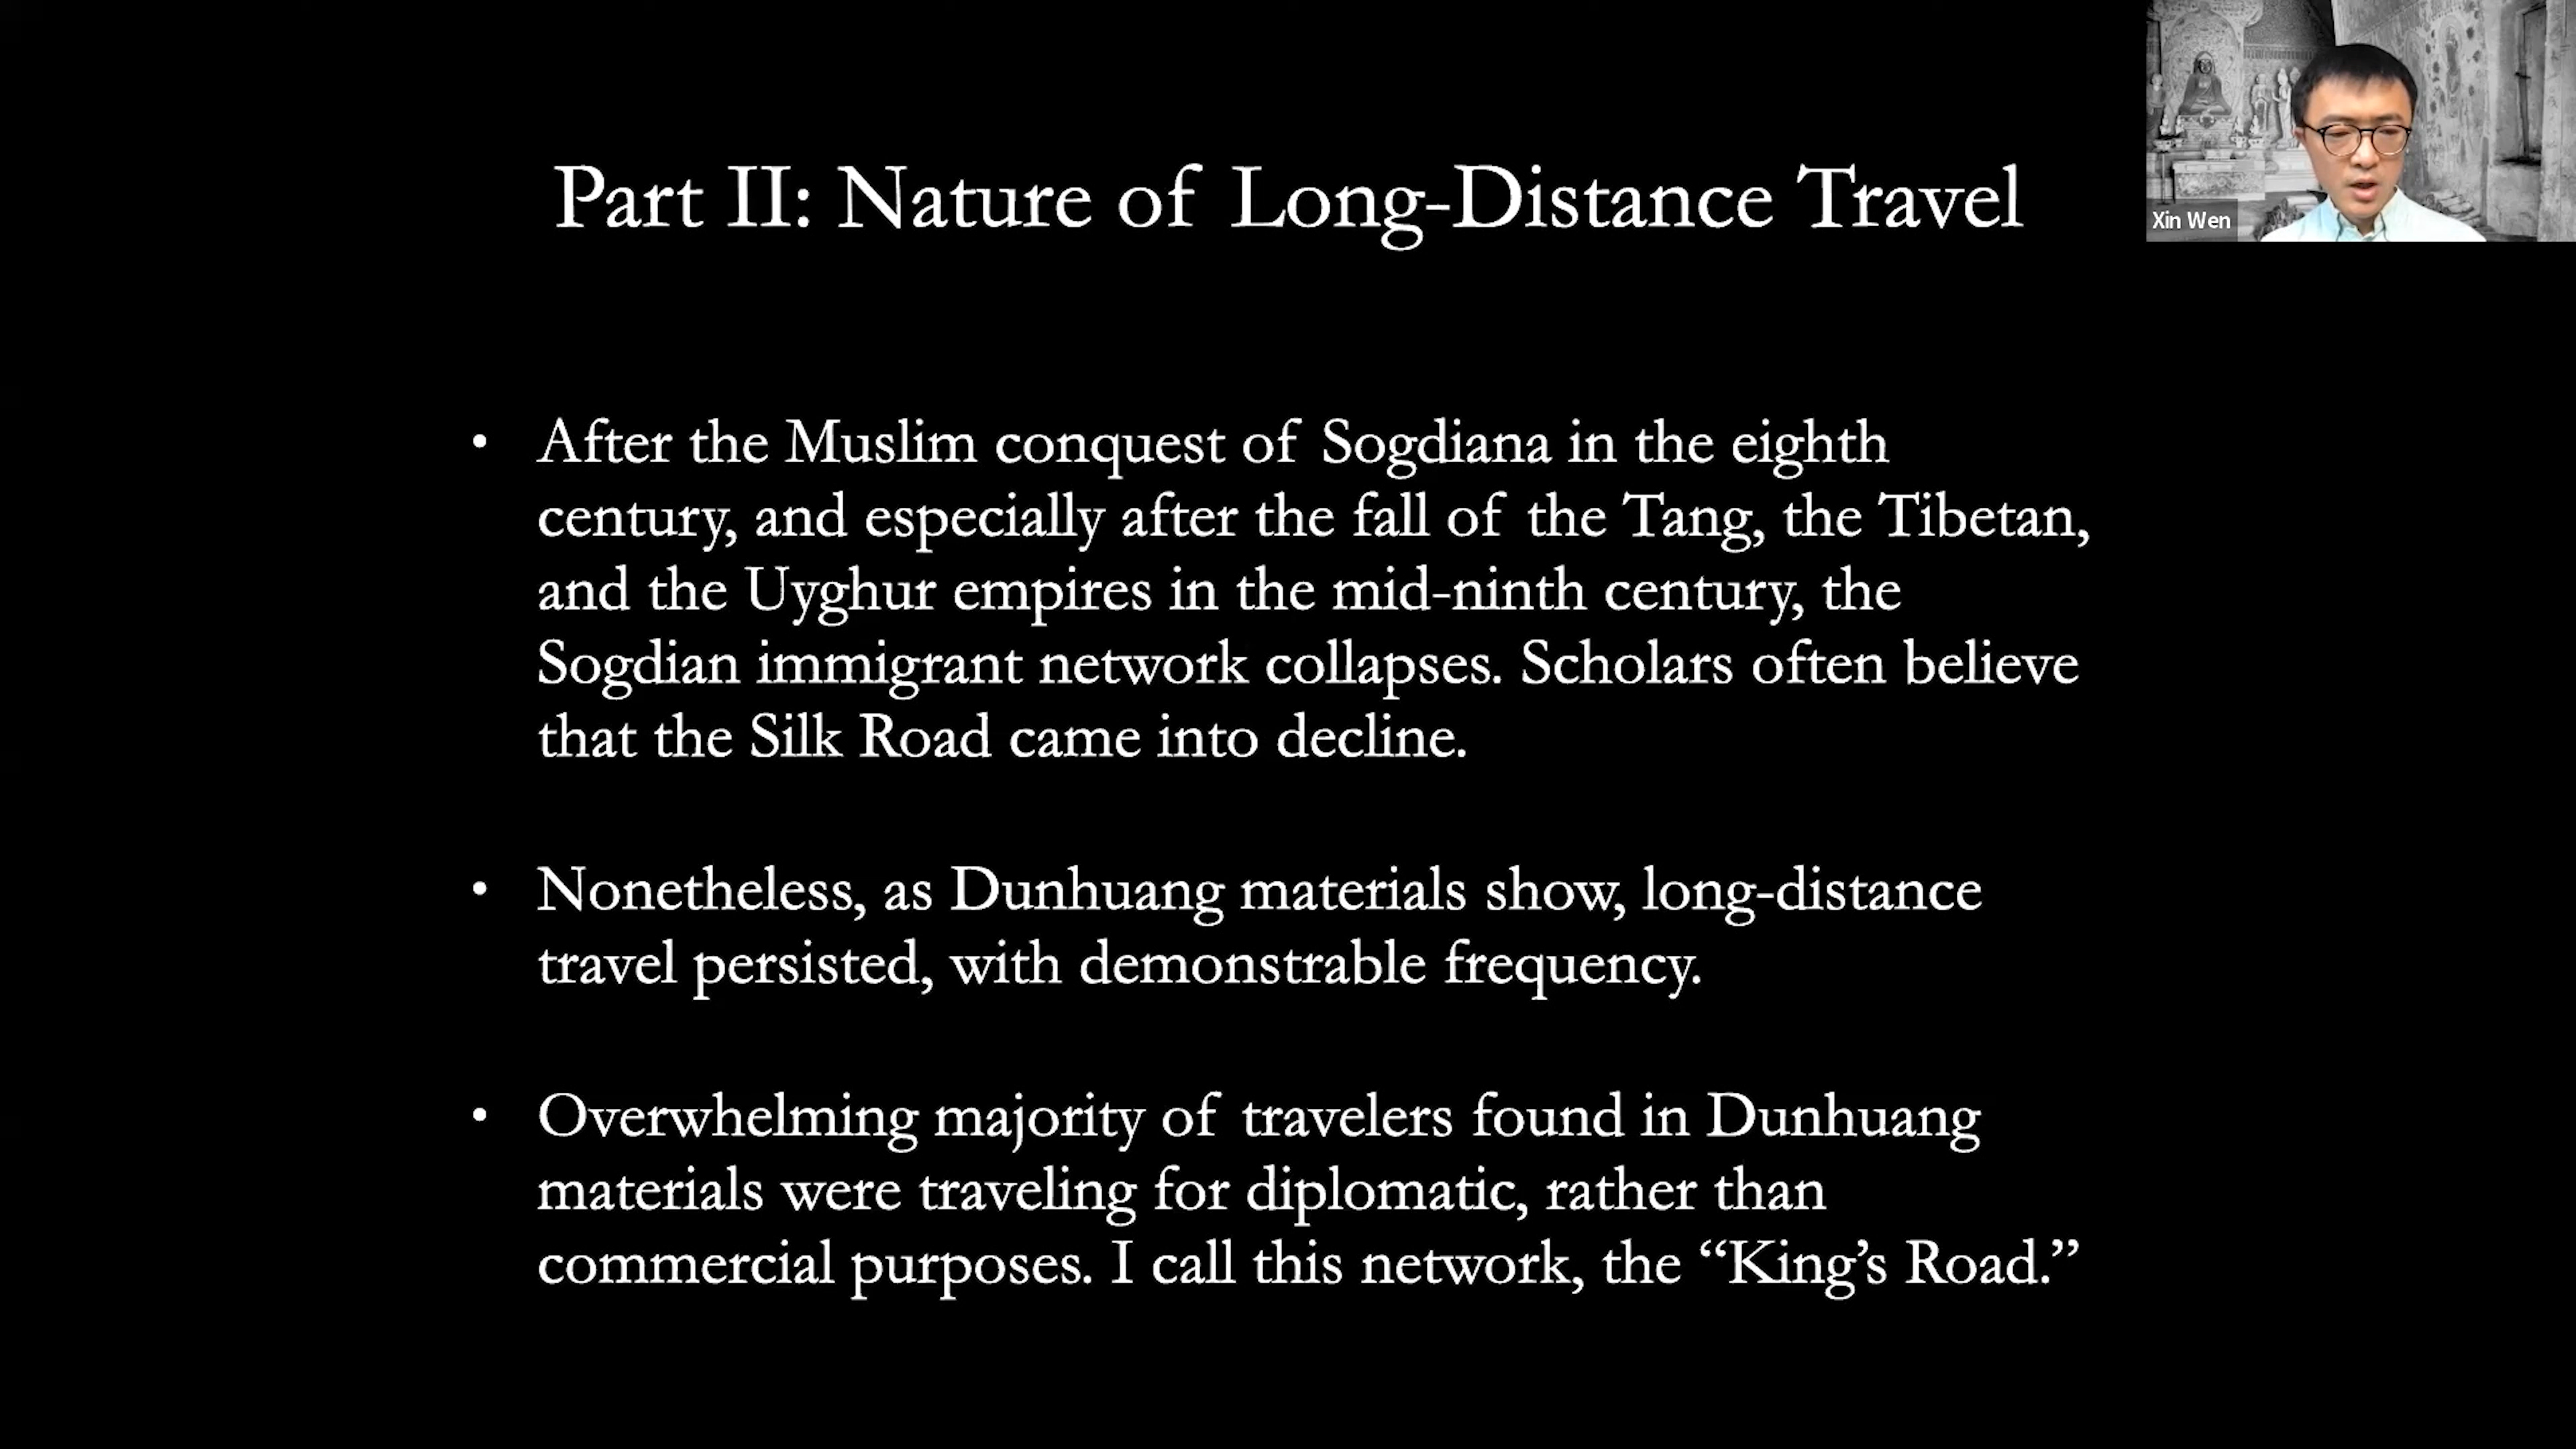 Part II: Nature of Long-Distance Travel
Xin Wen
• After the Muslim conquest of Sogdiana in the eighth
century, and especially after the fall of the Tang, the Tibetan,
and the Uyghur empires in the mid-ninth century, the
Sogdian immigrant network collapses. Scholars often believe
that the Silk Road came into decline.
• Nonetheless, as Dunhuang materials show, long-distance
travel persisted, with demonstrable frequency.
• Overwhelming majority of travelers found in Dunhuang
materials were traveling for diplomatic, rather than
commercial purposes. I call this network, the “King’s Road.”